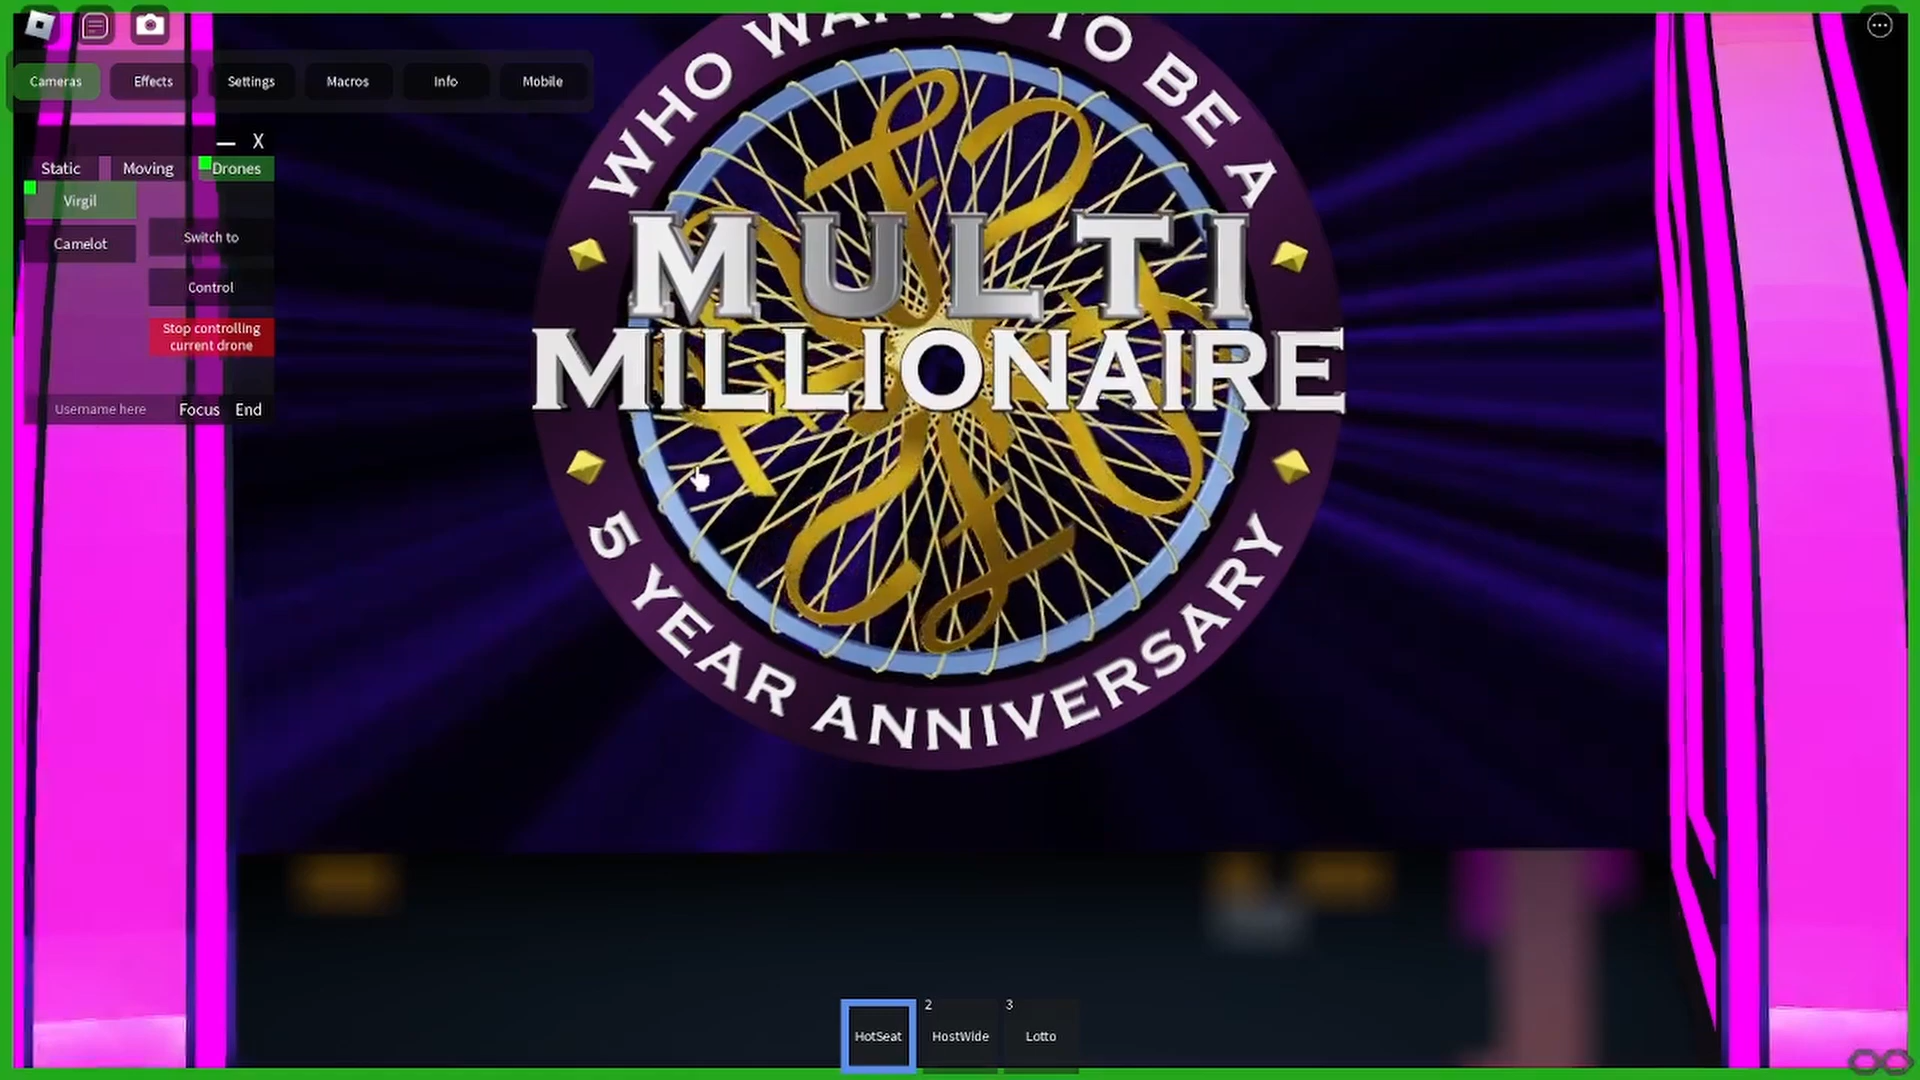 Cameras
Effects
Settings
Macros
Info
Mobile
— X
Static
Moving
Drones
Virgil
Camelot
Switch to
Control
Stop controlling
current drone
Username here
Focus
End
WHO WANTS TO BE A
MULTI
MILLIONAIRE
5 YEAR ANNIVERSARY
HotSeat
2
HostWide
3
Lotto